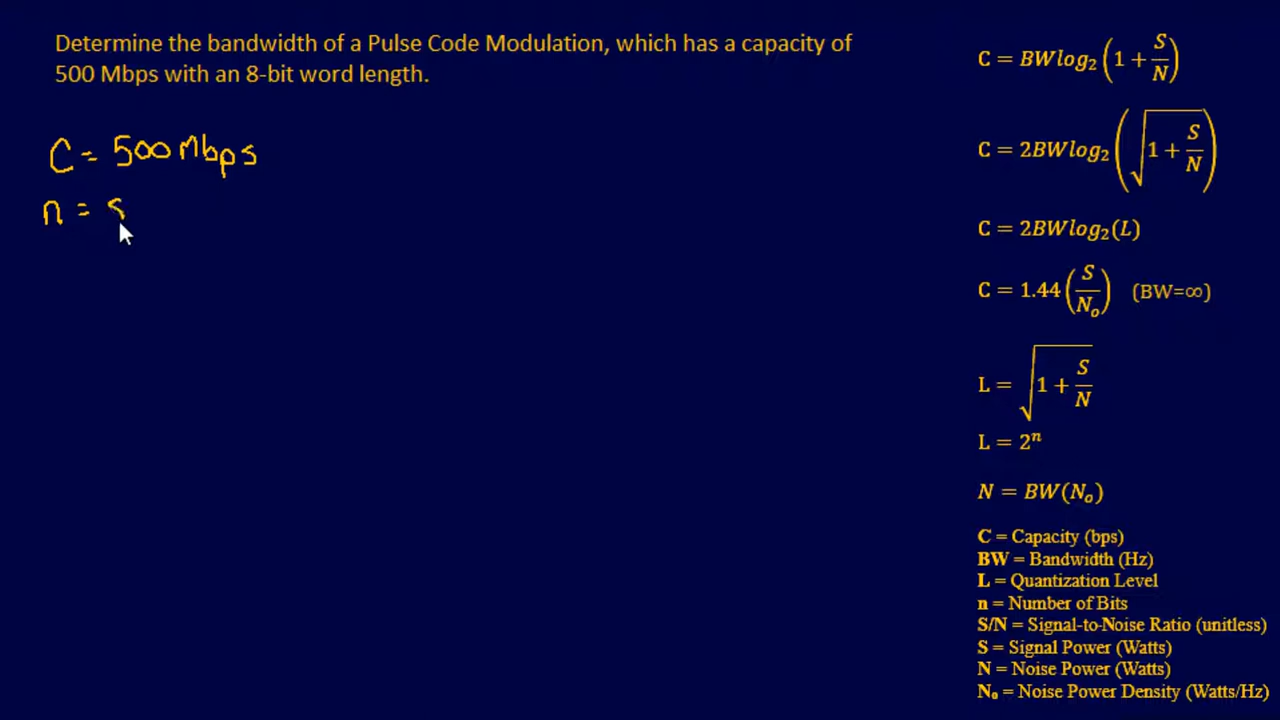 Determine the bandwidth of a Pulse Code Modulation, which has a capacity of
500 Mbps with an 8-bit word length.
C = 500 Mbps
n =
C = BWlog₂(1 + S/N)
C = 2BWlog₂(√(1 + S/N))
C = 2BWlog₂(L)
C = 1.44(S/Nₒ) (BW=∞)
L = √(1 + S/N)
L = 2ⁿ
N = BW(Nₒ)
C = Capacity (bps)
BW = Bandwidth (Hz)
L = Quantization Level
n = Number of Bits
S/N = Signal-to-Noise Ratio (unitless)
S = Signal Power (Watts)
N = Noise Power (Watts)
Nₒ = Noise Power Density (Watts/Hz)